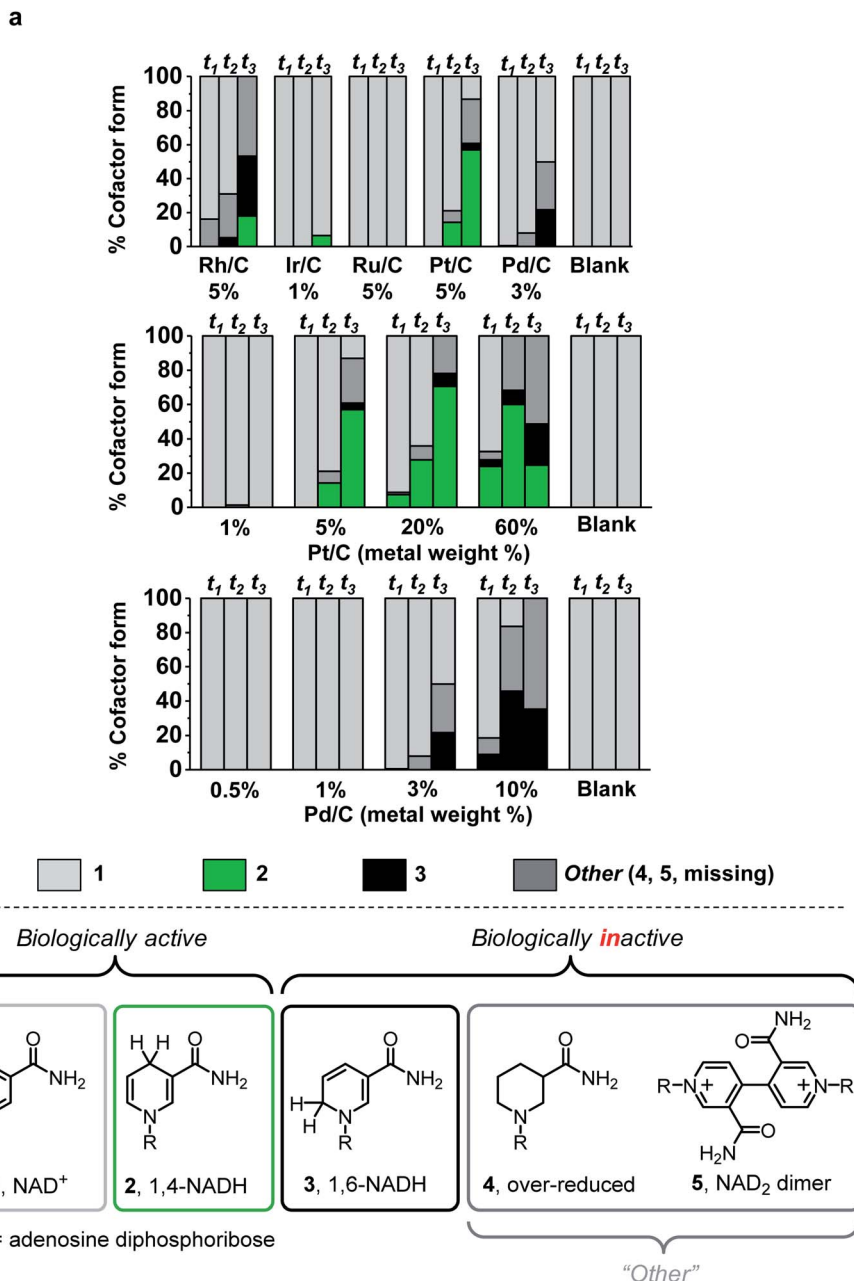 a
t1 t2 t3 t1 t2 t3 t1 t2 t3 t1 t2 t3 t1 t2 t3 t1 t2 t3
% Cofactor form
100
80
60
40
20
0
Rh/C Ir/C Ru/C Pt/C Pd/C Blank
5% 1% 5% 5% 3%
t1 t2 t3 t1 t2 t3 t1 t2 t3 t1 t2 t3 t1 t2 t3
% Cofactor form
100
80
60
40
20
0
1% 5% 20% 60% Blank
Pt/C (metal weight %)
t1 t2 t3 t1 t2 t3 t1 t2 t3 t1 t2 t3 t1 t2 t3
% Cofactor form
100
80
60
40
20
0
0.5% 1% 3% 10% Blank
Pd/C (metal weight %)
1 2 3 Other (4, 5, missing)
Biologically active Biologically inactive
O
NH2
, NAD+
H H O
NH2
N
R
2, 1,4-NADH
O
NH2
H
H
N
R
3, 1,6-NADH
O
NH2
N
R
4, over-reduced
NH2
O
R-N+
+N-R
O
H2N
5, NAD2 dimer
= adenosine diphosphoribose
“Other”